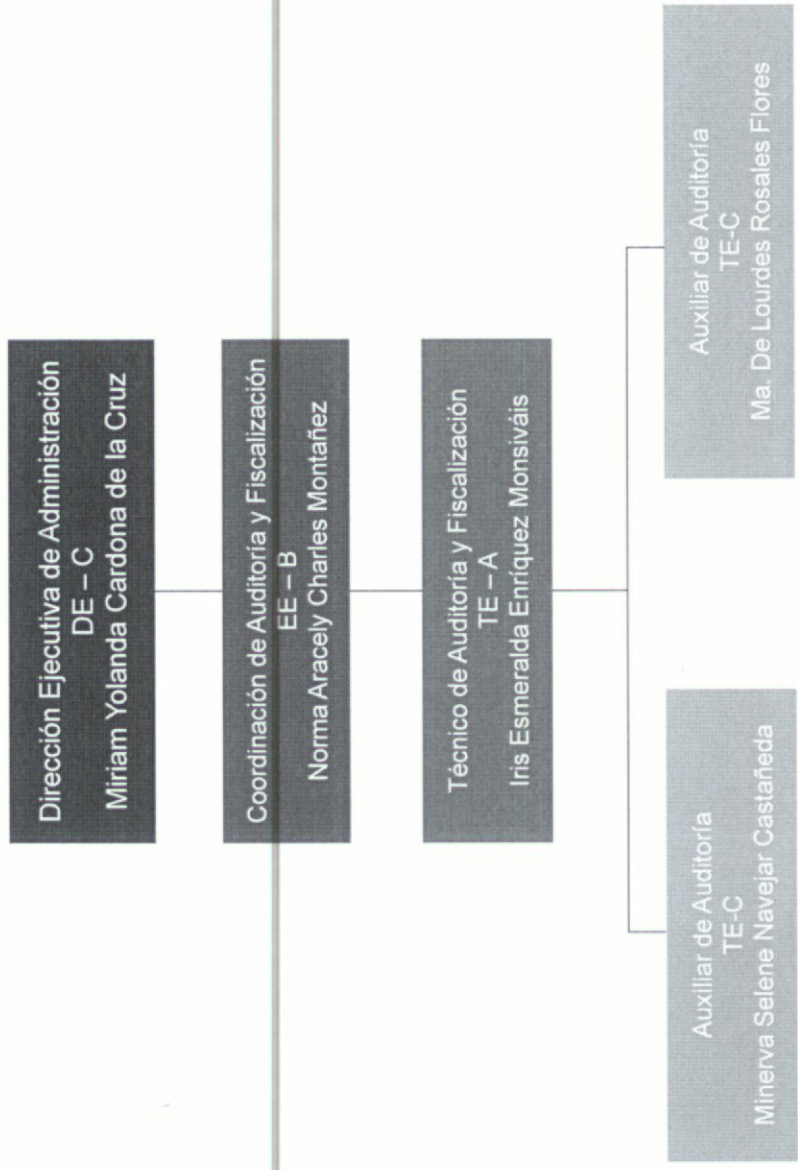 Dirección Ejecutiva de Administración
DE – C
Miriam Yolanda Cardona de la Cruz
Coordinación de Auditoría y Fiscalización
EE – B
Norma Aracely Charles Montañez
Técnico de Auditoría y Fiscalización
TE – A
Iris Esmeralda Enríquez Monsiváis
Auxiliar de Auditoría
TE-C
Minerva Selene Navejar Castañeda
Auxiliar de Auditoría
TE-C
Ma. De Lourdes Rosales Flores